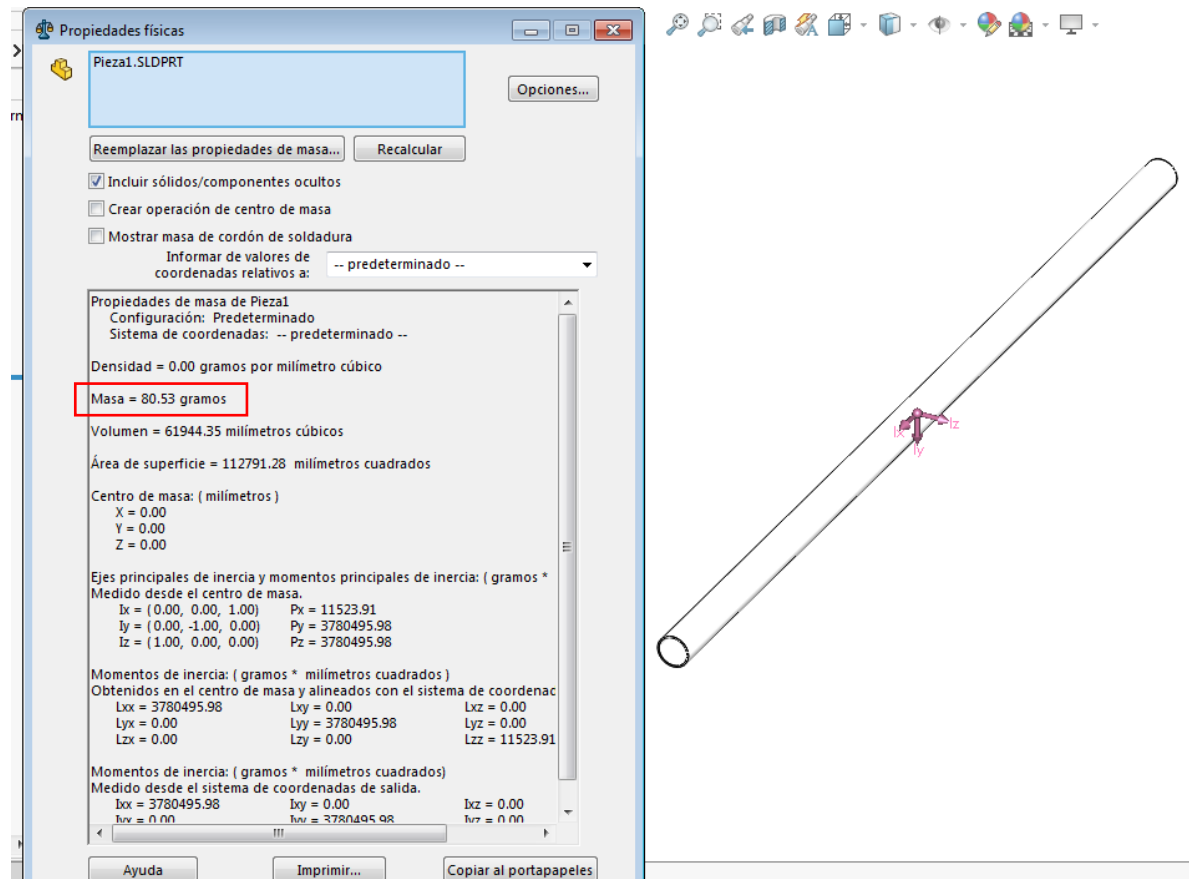 Propiedades físicas
Pieza1.SLDPRT
Opciones...
Reemplazar las propiedades de masa...
Recalcular
Incluir sólidos/componentes ocultos
Crear operación de centro de masa
Mostrar masa de cordón de soldadura
Informar de valores de
coordenadas relativos a:
-- predeterminado --
Propiedades de masa de Pieza1
Configuración: Predeterminado
Sistema de coordenadas: -- predeterminado --
Densidad = 0.00 gramos por milímetro cúbico
Masa = 80.53 gramos
Volumen = 61944.35 milímetros cúbicos
Área de superficie = 112791.28 milímetros cuadrados
Centro de masa: ( milímetros )
X = 0.00
Y = 0.00
Z = 0.00
Ejes principales de inercia y momentos principales de inercia: ( gramos *
Medido desde el centro de masa.
Ix = ( 0.00, 0.00, 1.00) Px = 11523.91
Iy = ( 0.00, -1.00, 0.00) Py = 3780495.98
Iz = ( 1.00, 0.00, 0.00) Pz = 3780495.98
Momentos de inercia: ( gramos * milímetros cuadrados )
Obtenidos en el centro de masa y alineados con el sistema de coordenac
Lxx = 3780495.98 Lxy = 0.00 Lxz = 0.00
Lyx = 0.00 Lyy = 3780495.98 Lyz = 0.00
Lzx = 0.00 Lzy = 0.00 Lzz = 11523.91
Momentos de inercia: ( gramos * milímetros cuadrados)
Medido desde el sistema de coordenadas de salida.
Ixx = 3780495.98 Ixy = 0.00 Ixz = 0.00
Iyx = 0.00 Iyy = 3780495.98 Iyz = 0.00
Ayuda
Imprimir...
Copiar al portapapeles
Ix
Iy
Iz